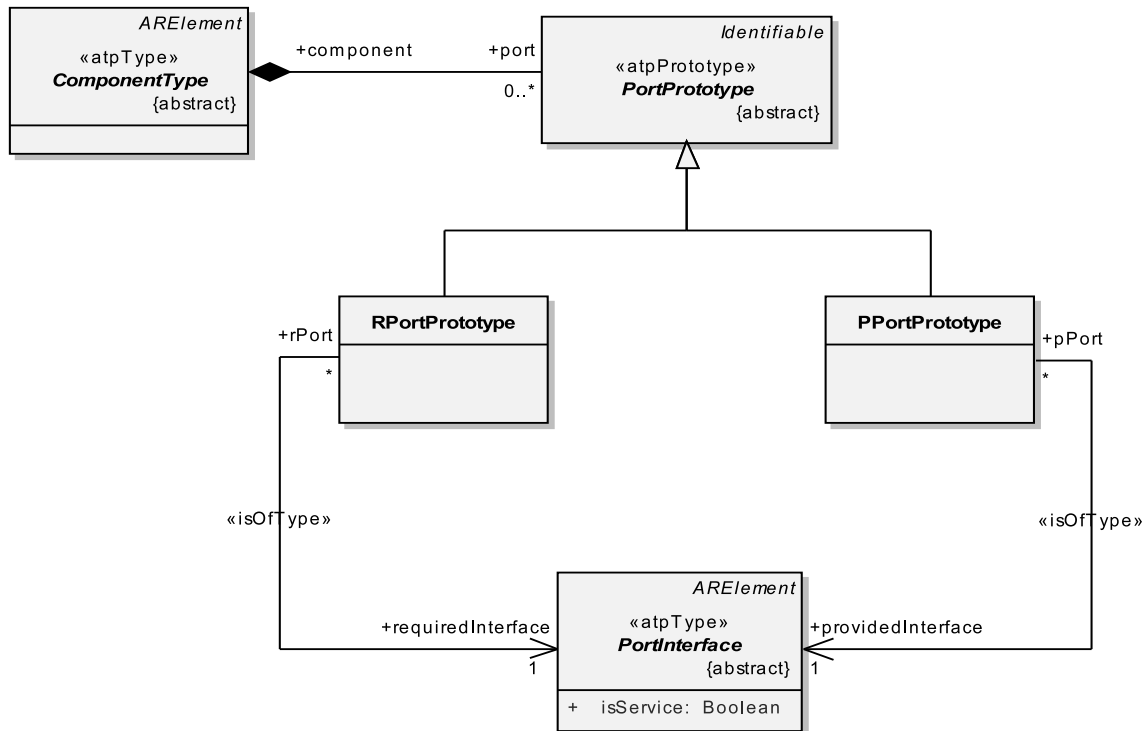 ARElement
«atpType»
ComponentType
{abstract}
+component
+port
0..*
Identifiable
«atpPrototype»
PortPrototype
{abstract}
RPortPrototype
PPortPrototype
+rPort
*
+pPort
*
«isOfType»
«isOfType»
ARElement
«atpType»
PortInterface
{abstract}
+ isService: Boolean
+requiredInterface
1
+providedInterface
1